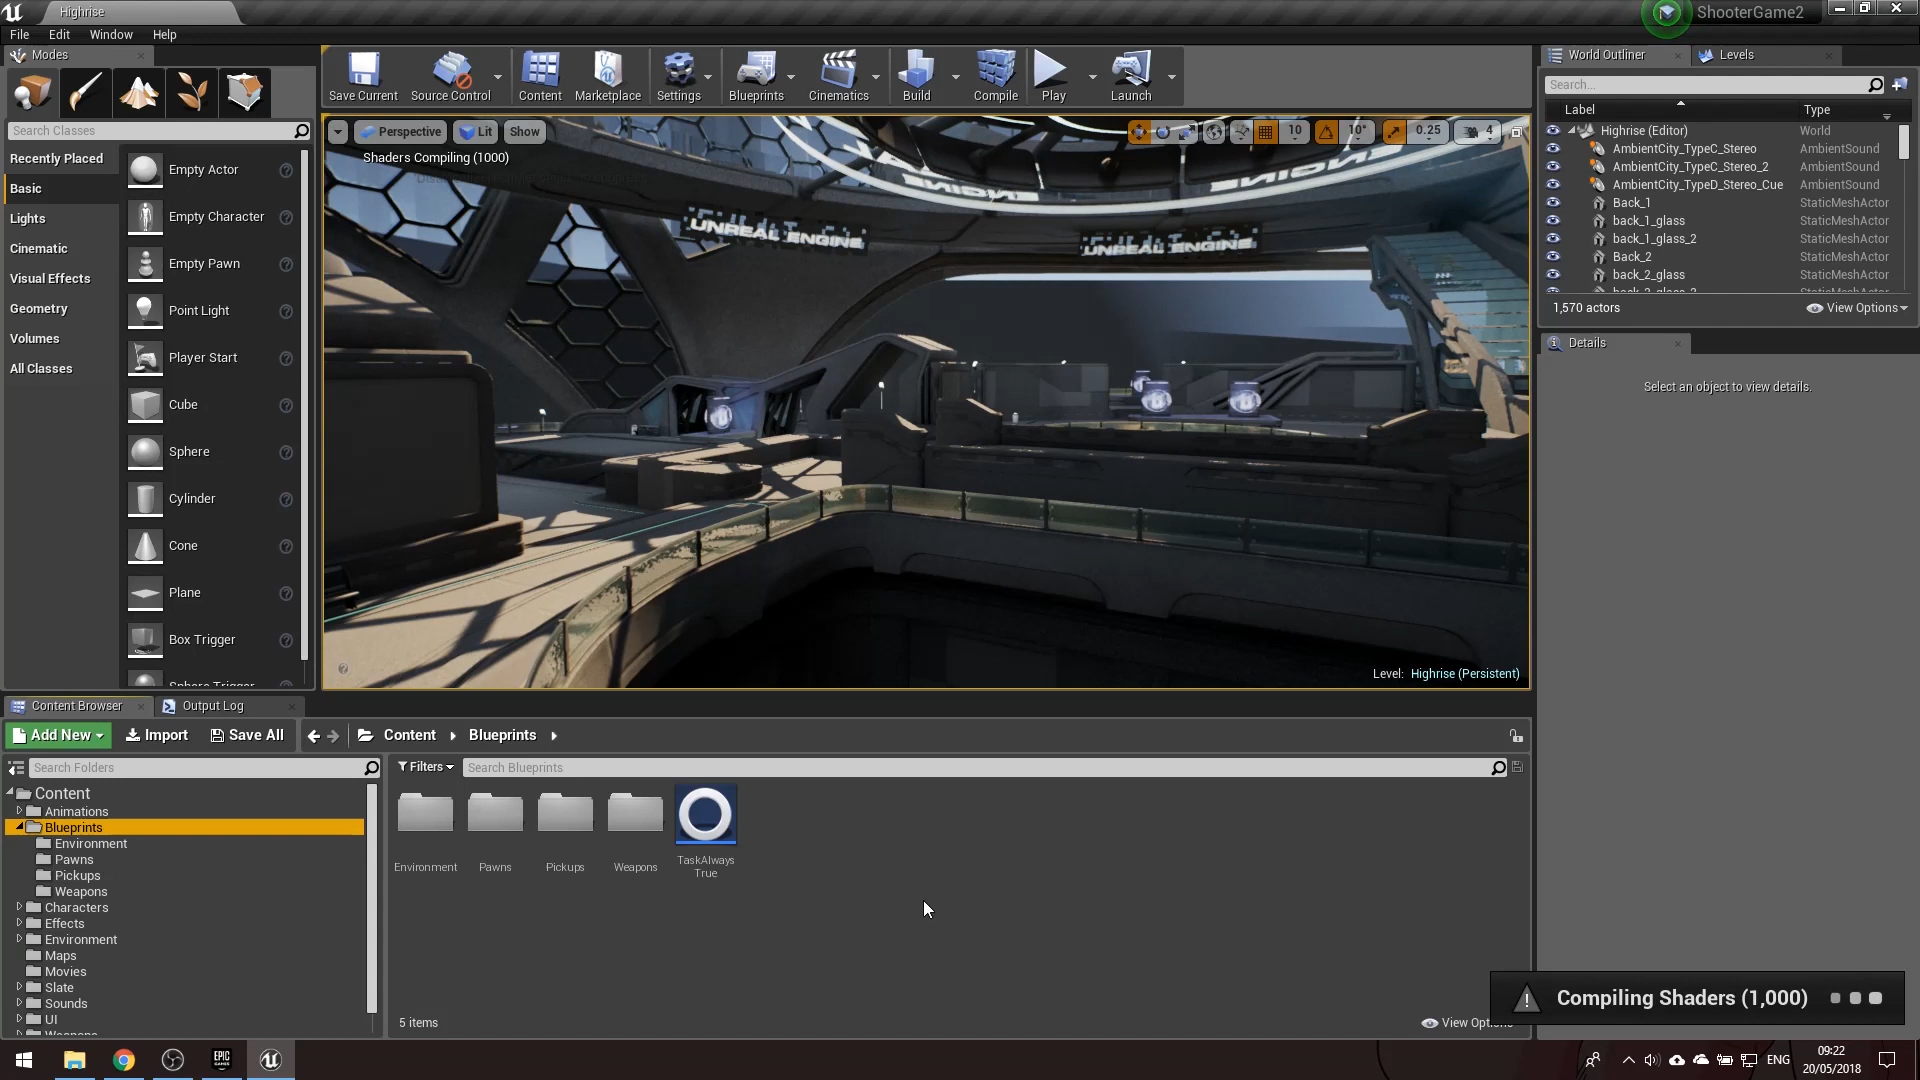 Highrise
ShooterGame2
File Edit Window Help
Modes
Search Classes
Recently Placed
Basic
Lights
Cinematic
Visual Effects
Geometry
Volumes
All Classes
Empty Actor
Empty Character
Empty Pawn
Point Light
Player Start
Cube
Sphere
Cylinder
Cone
Plane
Box Trigger
Sphere Trigger
Save Current Source Control Content Marketplace Settings Blueprints Cinematics Build Compile Play Launch
Perspective Lit Show 10 10° 0.25 4
Shaders Compiling (1000)
UNREAL ENGINE
UNREAL ENGINE
Level: Highrise (Persistent)
World Outliner Levels
Search...
Label Type
Highrise (Editor) World
AmbientCity_TypeC_Stereo AmbientSound
AmbientCity_TypeC_Stereo_2 AmbientSound
AmbientCity_TypeD_Stereo_Cue AmbientSound
Back_1 StaticMeshActor
back_1_glass StaticMeshActor
back_1_glass_2 StaticMeshActor
Back_2 StaticMeshActor
back_2_glass StaticMeshActor
1,570 actors View Options
Details
Select an object to view details.
Content Browser Output Log
Add New Import Save All Content Blueprints
Search Folders
Filters Search Blueprints
Content
Animations
Blueprints
Environment
Pawns
Pickups
Weapons
Characters
Effects
Environment
Maps
Movies
Slate
Sounds
UI
Weapons
Environment Pawns Pickups Weapons TaskAlways
True
5 items View Options
Compiling Shaders (1,000)
EPIC
GAMES
ENG
09:22
20/05/2018